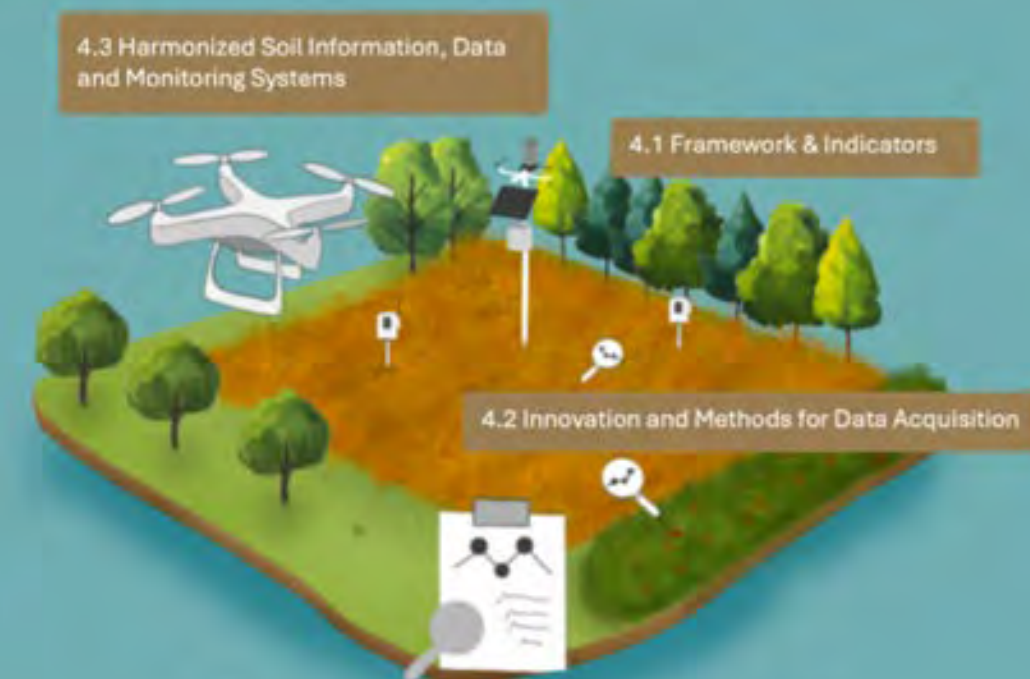 4.3 Harmonized Soil Information, Data
and Monitoring Systems
4.1 Framework & Indicators
4.2 Innovation and Methods for Data Acquisition